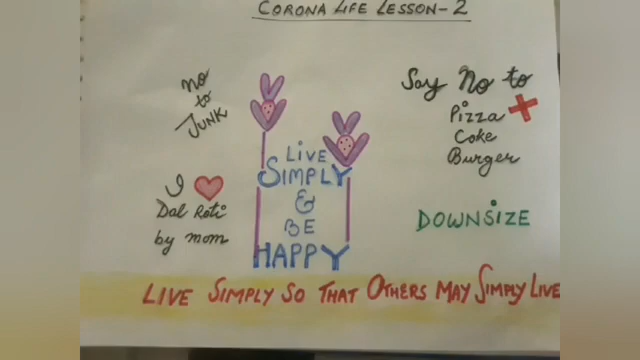 CORONA LIFE LESSON-2
No
to
JUNK
Say No to
Pizza
Coke
Burger
LIVE
SIMPLY
&
BE
HAPPY
I
Dal Roti
by mom
DOWNSIZE
LIVE SIMPLY SO THAT OTHERS MAY SIMPLY LIVE